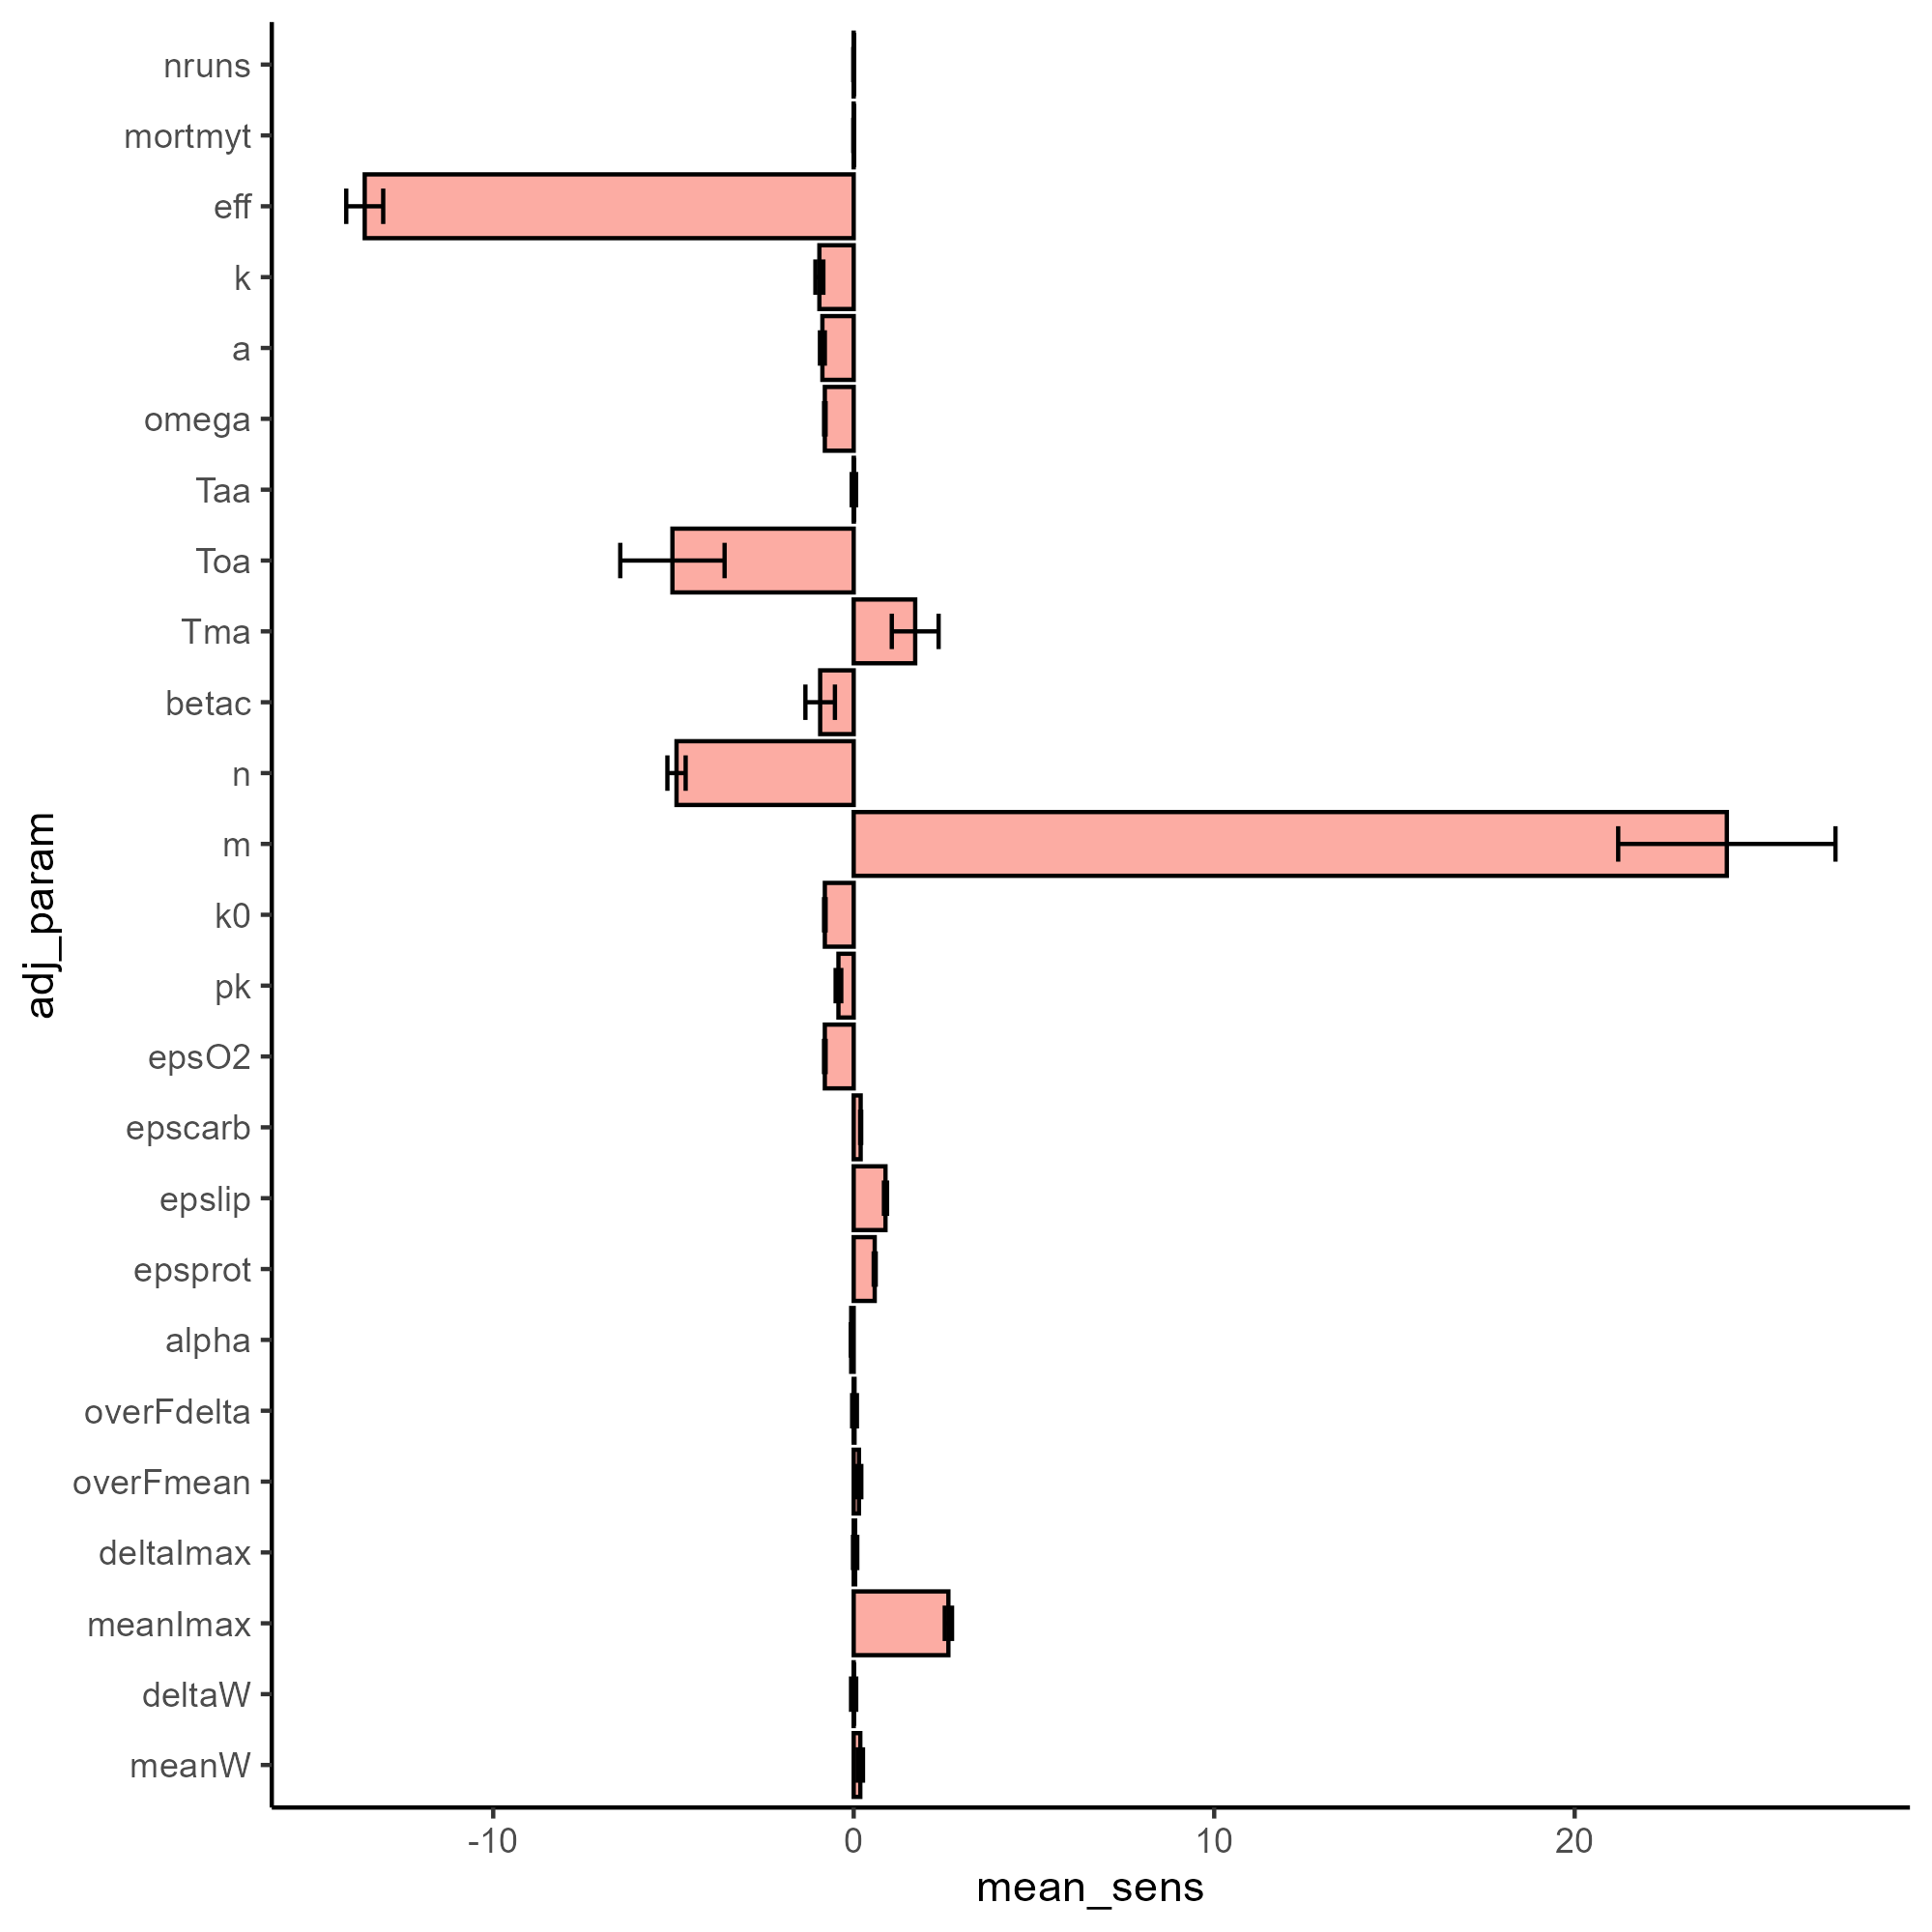 nruns
mortmyt
eff
k
a
omega
Taa
Toa
Tma
betac
n
m
k0
pk
epsO2
epscarb
epslip
epsprot
alpha
overFdelta
overFmean
deltaImax
meanImax
deltaW
meanW
adj_param
-10 0 10 20
mean_sens